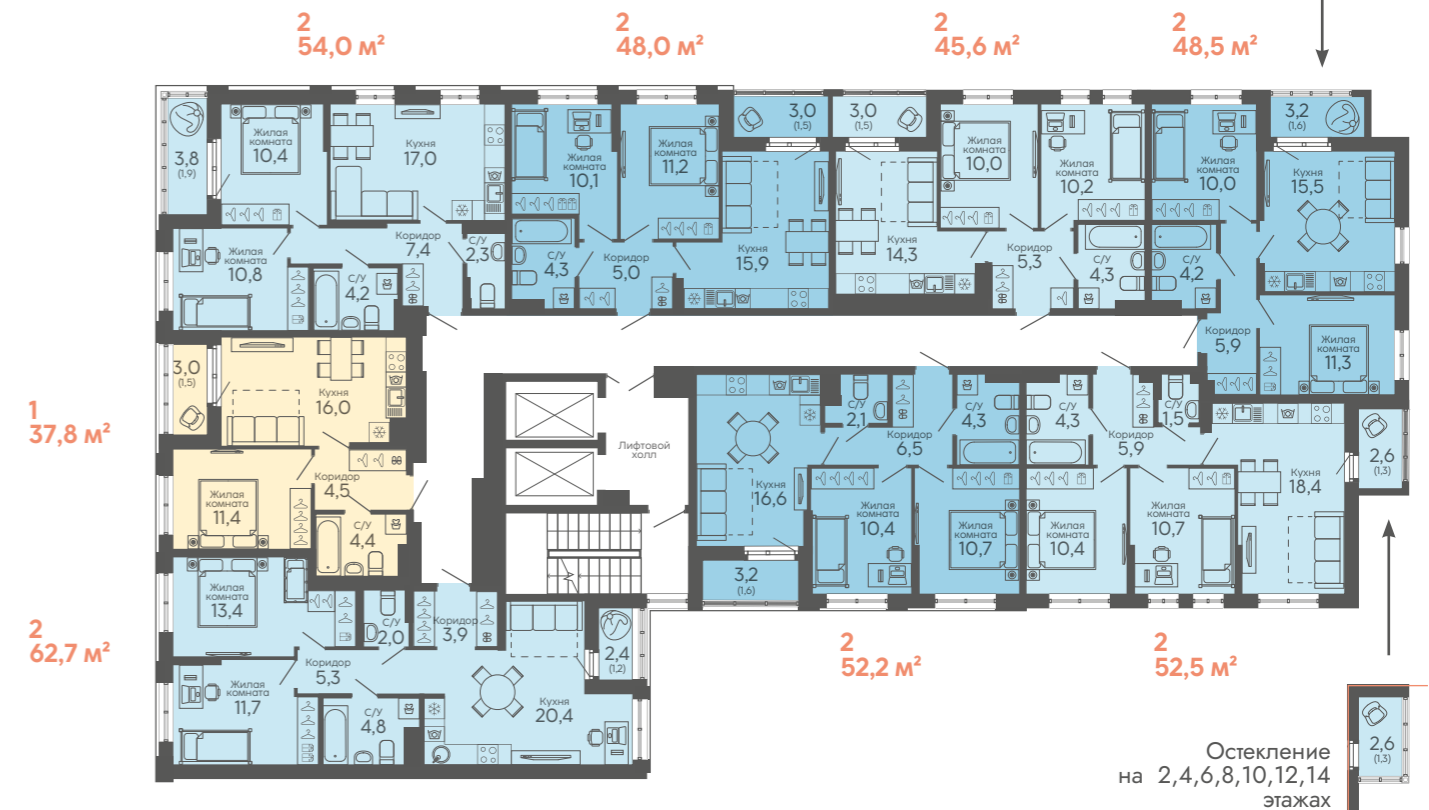 2
54,0 м²
2
48,0 м²
2
45,6 м²
2
48,5 м²
3,8
(1,9)
Жилая
комната
10,4
Кухня
17,0
Жилая
комната
10,8
С/У
4,2
Коридор
7,4
С/У
2,3
Жилая
комната
10,1
Жилая
комната
11,2
3,0
(1,5)
С/У
4,3
Коридор
5,0
Кухня
15,9
3,0
(1,5)
Кухня
14,3
Жилая
комната
10,0
Жилая
комната
10,2
Коридор
5,3
С/У
4,3
Жилая
комната
10,0
3,2
(1,6)
Кухня
15,5
С/У
4,2
Коридор
5,9
Жилая
комната
11,3
1
37,8 м²
3,0
(1,5)
Кухня
16,0
Жилая
комната
11,4
Коридор
4,5
С/У
4,4
Лифтовой
холл
Кухня
16,6
С/У
2,1
Коридор
6,5
С/У
4,3
Жилая
комната
10,4
Жилая
комната
10,7
3,2
(1,6)
С/У
4,3
Коридор
5,9
С/У
1,5
Жилая
комната
10,4
Жилая
комната
10,7
Кухня
18,4
2,6
(1,3)
2
62,7 м²
Жилая
комната
13,4
С/У
2,0
Коридор
3,9
2,4
(1,2)
Коридор
5,3
Жилая
комната
11,7
С/У
4,8
Кухня
20,4
2
52,2 м²
2
52,5 м²
2,6
(1,3)
Остекление
на 2,4,6,8,10,12,14
этажах